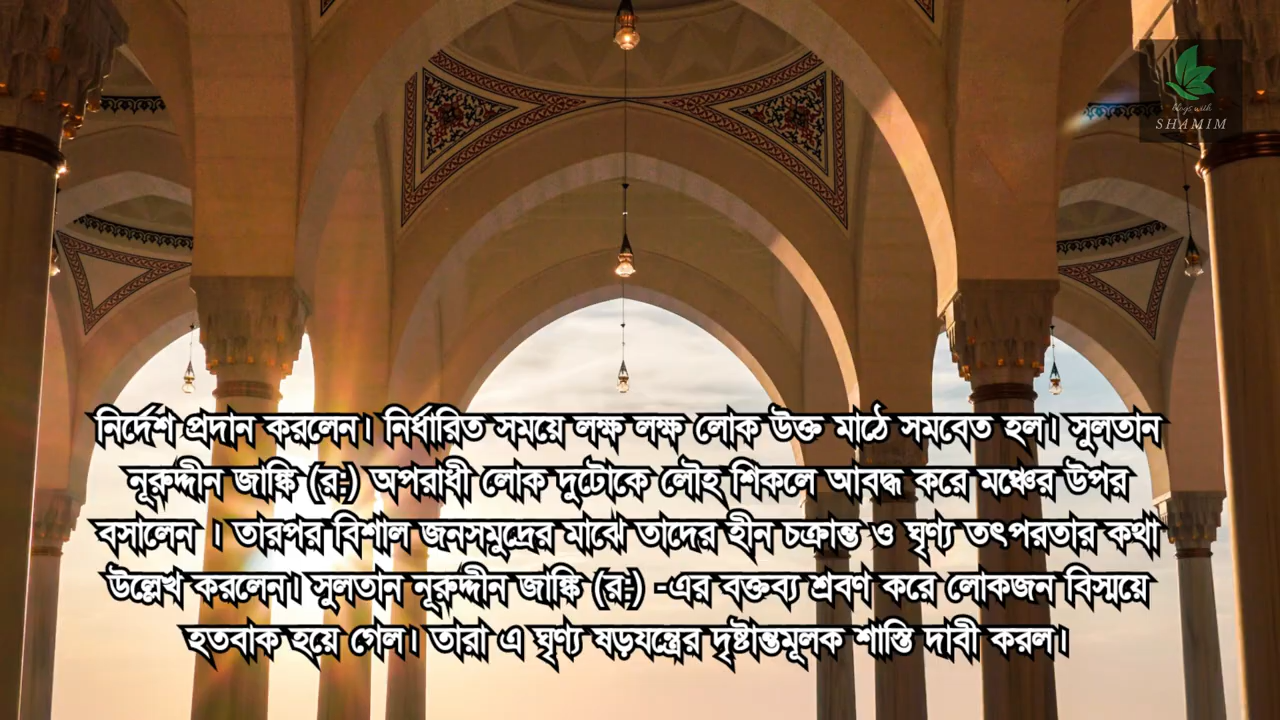 Vlogs with
SHAMIM
নির্দেশ প্রদান করলেন। নির্ধারিত সময়ে লক্ষ লক্ষ লোক উক্ত মাঠে সমবেত হল। সুলতান
নূরুদ্দীন জাঙ্কি (র:) অপরাধী লোক দুটোকে লৌহ শিকলে আবদ্ধ করে মঞ্চের উপর
বসালেন । তারপর বিশাল জনসমুদ্রের মাঝে তাদের হীন চক্রান্ত ও ঘৃণ্য তৎপরতার কথা
উল্লেখ করলেন। সুলতান নূরুদ্দীন জাঙ্কি (র:) -এর বক্তব্য শ্রবণ করে লোকজন বিস্ময়ে
হতবাক হয়ে গেল। তারা এ ঘৃণ্য ষড়যন্ত্রের দৃষ্টান্তমূলক শাস্তি দাবী করল।